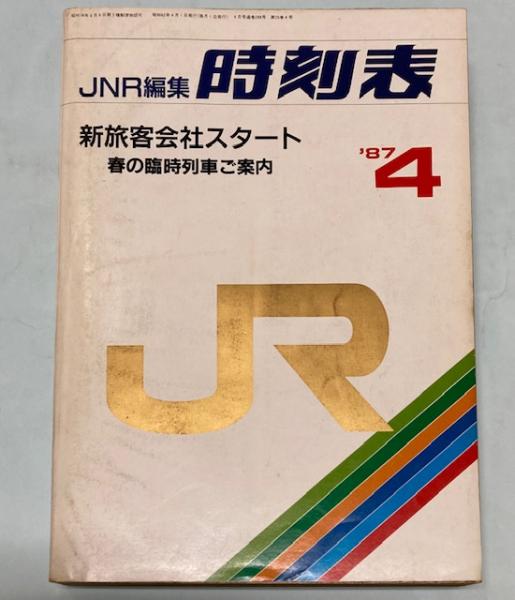 JNR編集 時刻表
新旅客会社スタート
春の臨時列車ご案内
'87 4
JR